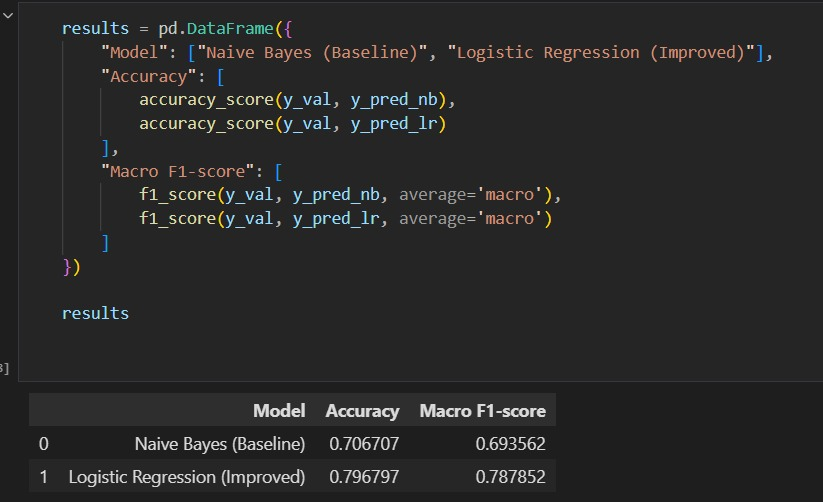 results = pd.DataFrame({
"Model": ["Naive Bayes (Baseline)", "Logistic Regression (Improved)"],
"Accuracy": [
accuracy_score(y_val, y_pred_nb),
accuracy_score(y_val, y_pred_lr)
],
"Macro F1-score": [
f1_score(y_val, y_pred_nb, average='macro'),
f1_score(y_val, y_pred_lr, average='macro')
]
})
results
]
Model Accuracy Macro F1-score
0 Naive Bayes (Baseline) 0.706707 0.693562
1 Logistic Regression (Improved) 0.796797 0.787852